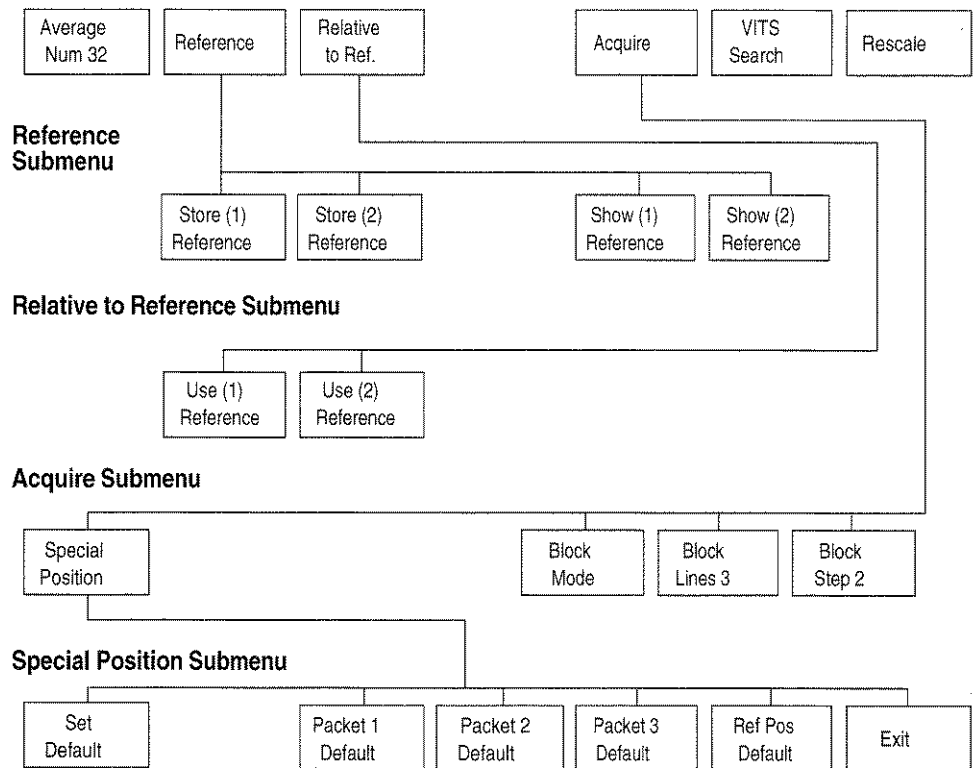 Average
Num 32
Reference
Relative
to Ref.
Acquire
VITS
Search
Rescale
Reference
Submenu
Store (1)
Reference
Store (2)
Reference
Show (1)
Reference
Show (2)
Reference
Relative to Reference Submenu
Use (1)
Reference
Use (2)
Reference
Acquire Submenu
Special
Position
Block
Mode
Block
Lines 3
Block
Step 2
Special Position Submenu
Set
Default
Packet 1
Default
Packet 2
Default
Packet 3
Default
Ref Pos
Default
Exit